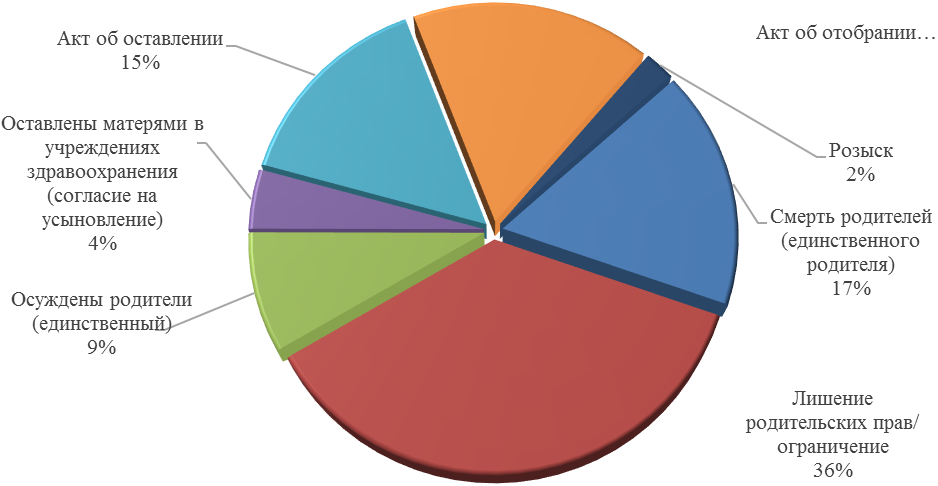 Акт об оставлении
15%
Оставлены матерями в
учреждениях
здравоохранения
(согласие на
усыновление)
4%
Осуждены родители
(единственный)
9%
Акт об отобрании…
Розыск
2%
Смерть родителей
(единственного
родителя)
17%
Лишение
родительских прав/
ограничение
36%